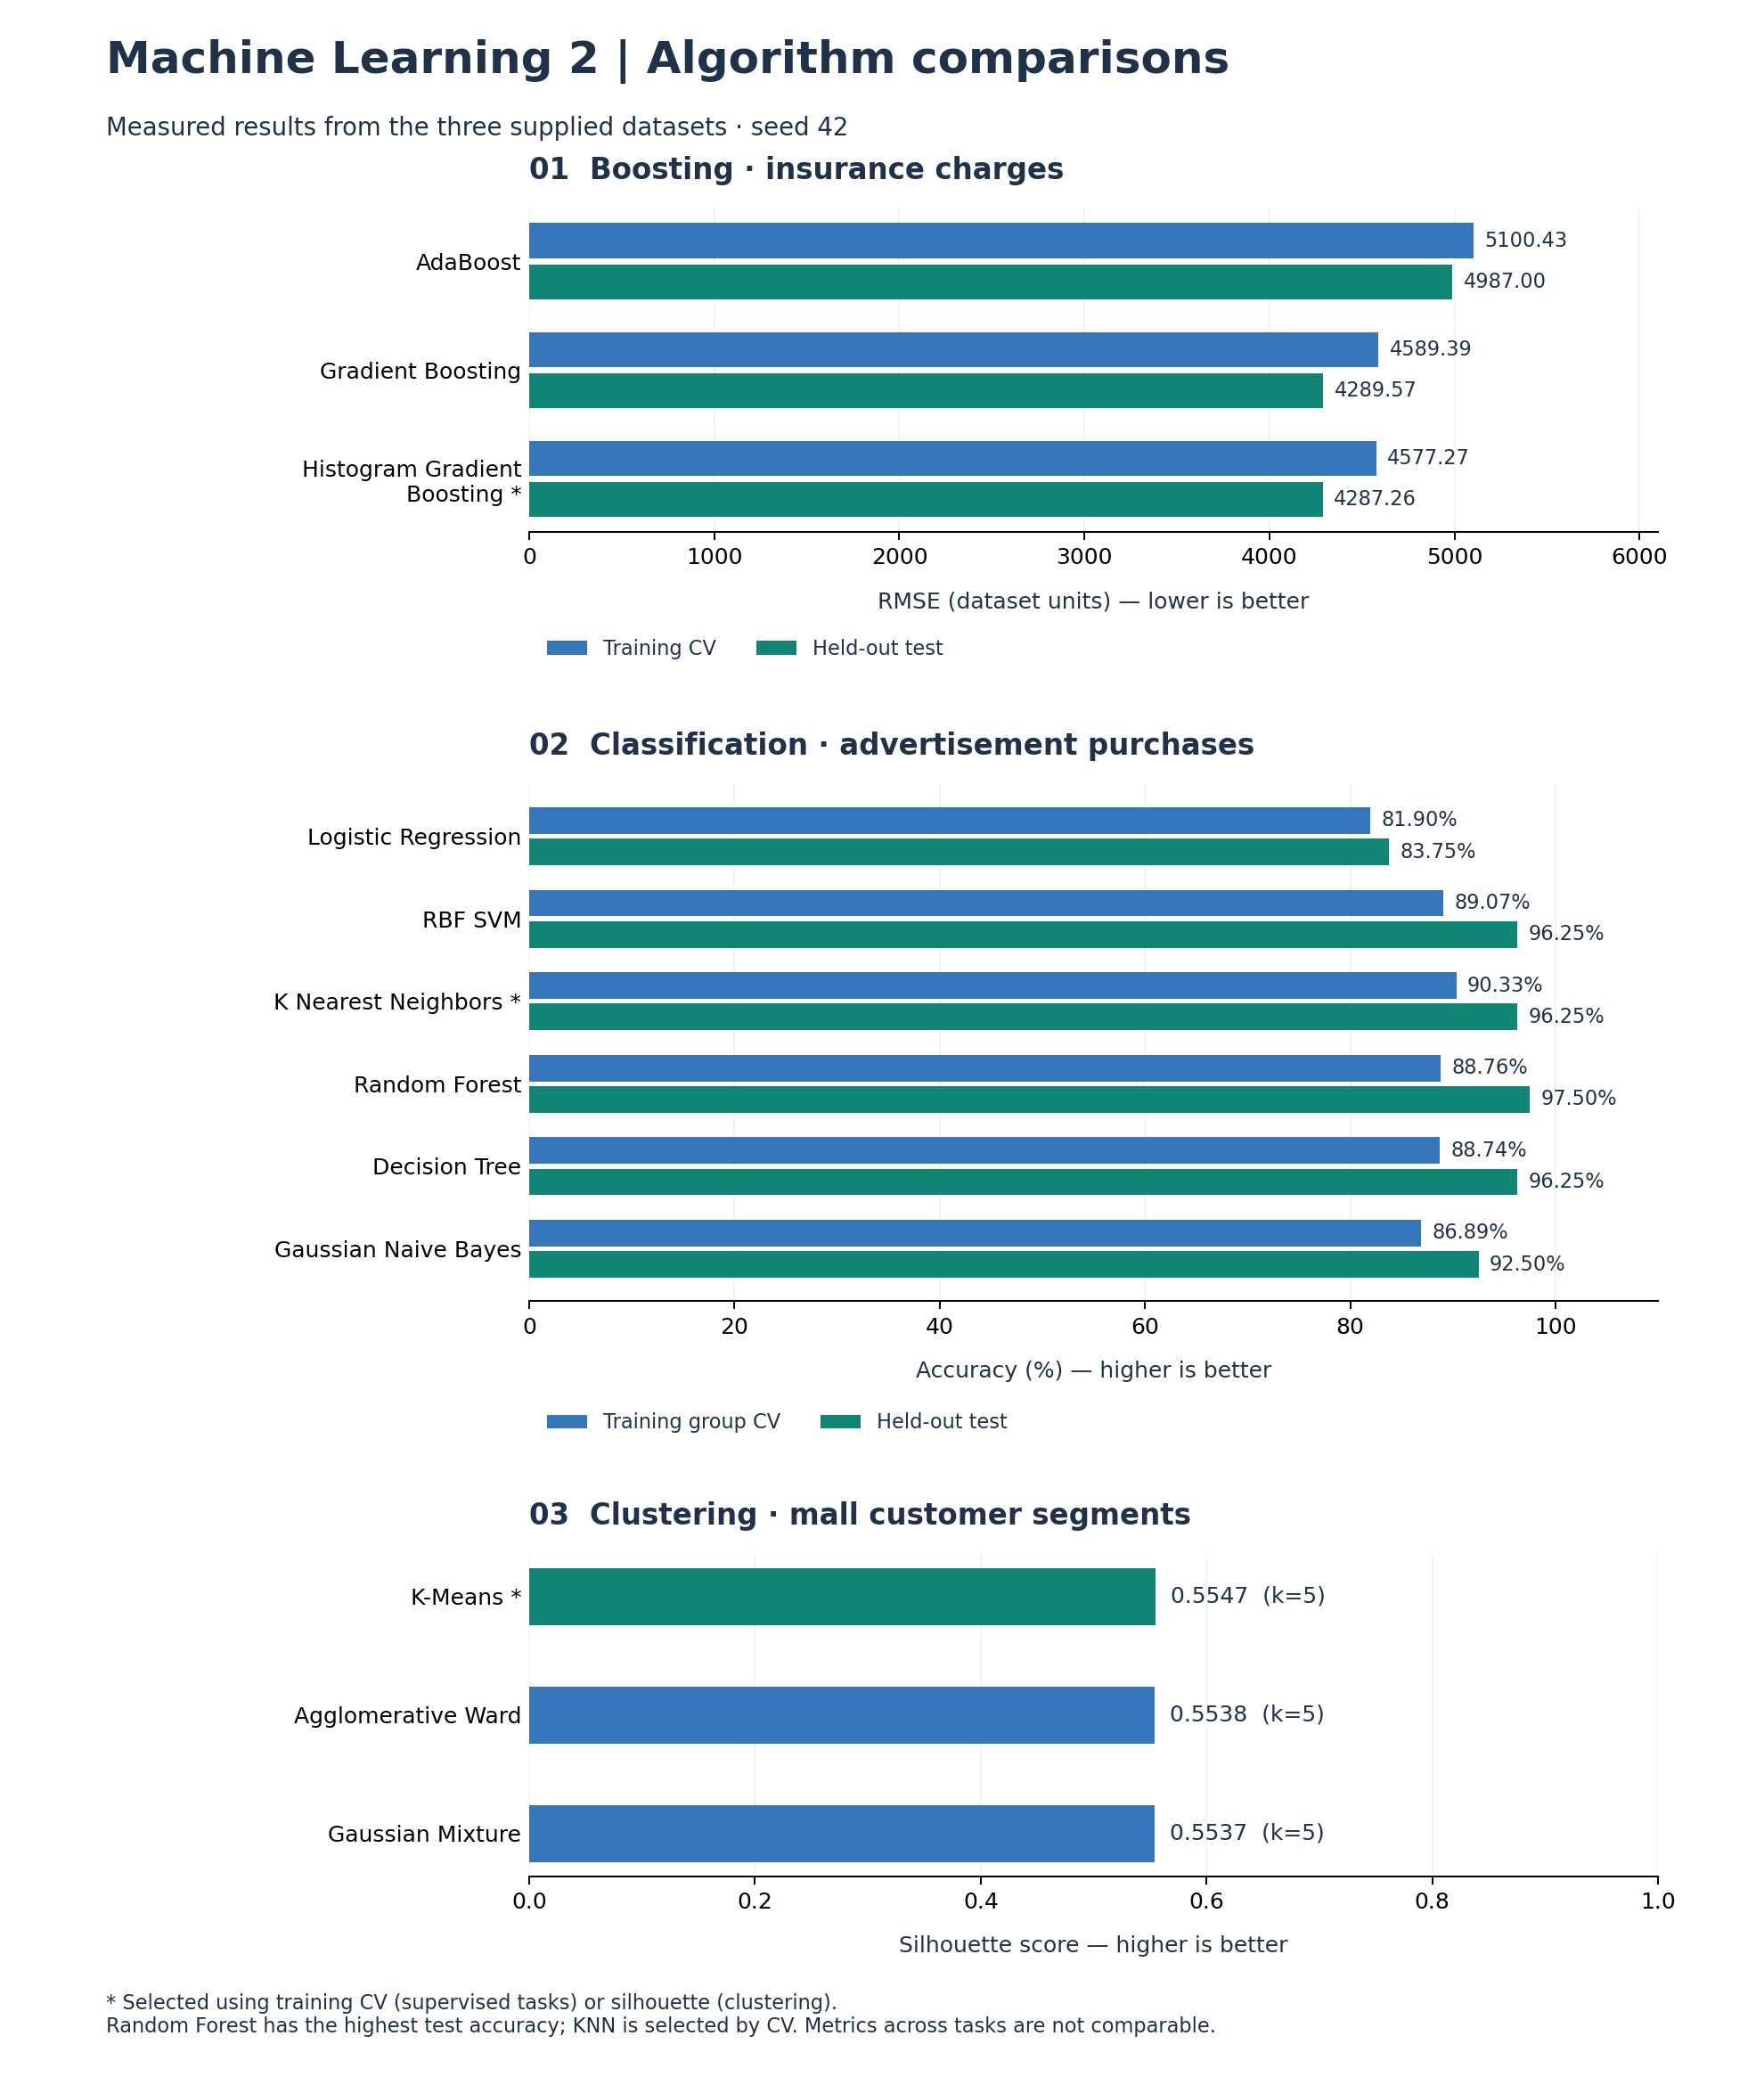 Machine Learning 2 | Algorithm comparisons
Measured results from the three supplied datasets · seed 42
01  Boosting · insurance charges
AdaBoost
5100.43
4987.00
Gradient Boosting
4589.39
4289.57
Histogram Gradient
Boosting *
4577.27
4287.26
0 1000 2000 3000 4000 5000 6000
RMSE (dataset units) — lower is better
Training CV Held-out test
02  Classification · advertisement purchases
Logistic Regression
81.90%
83.75%
RBF SVM
89.07%
96.25%
K Nearest Neighbors *
90.33%
96.25%
Random Forest
88.76%
97.50%
Decision Tree
88.74%
96.25%
Gaussian Naive Bayes
86.89%
92.50%
0 20 40 60 80 100
Accuracy (%) — higher is better
Training group CV Held-out test
03  Clustering · mall customer segments
K-Means * 0.5547  (k=5)
Agglomerative Ward 0.5538  (k=5)
Gaussian Mixture 0.5537  (k=5)
0.0 0.2 0.4 0.6 0.8 1.0
Silhouette score — higher is better
* Selected using training CV (supervised tasks) or silhouette (clustering).
Random Forest has the highest test accuracy; KNN is selected by CV. Metrics across tasks are not comparable.